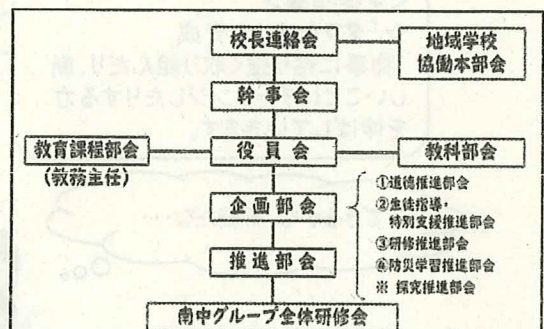 校長連絡会
地域学校
協働本部会
幹事会
教育課程部会
(教務主任)
役員会
教科部会
企画部会
①道徳推進部会
②生徒指導・
特別支援推進部会
③研修推進部会
④防災学習推進部会
※ 探究推進部会
推進部会
南中グループ全体研修会